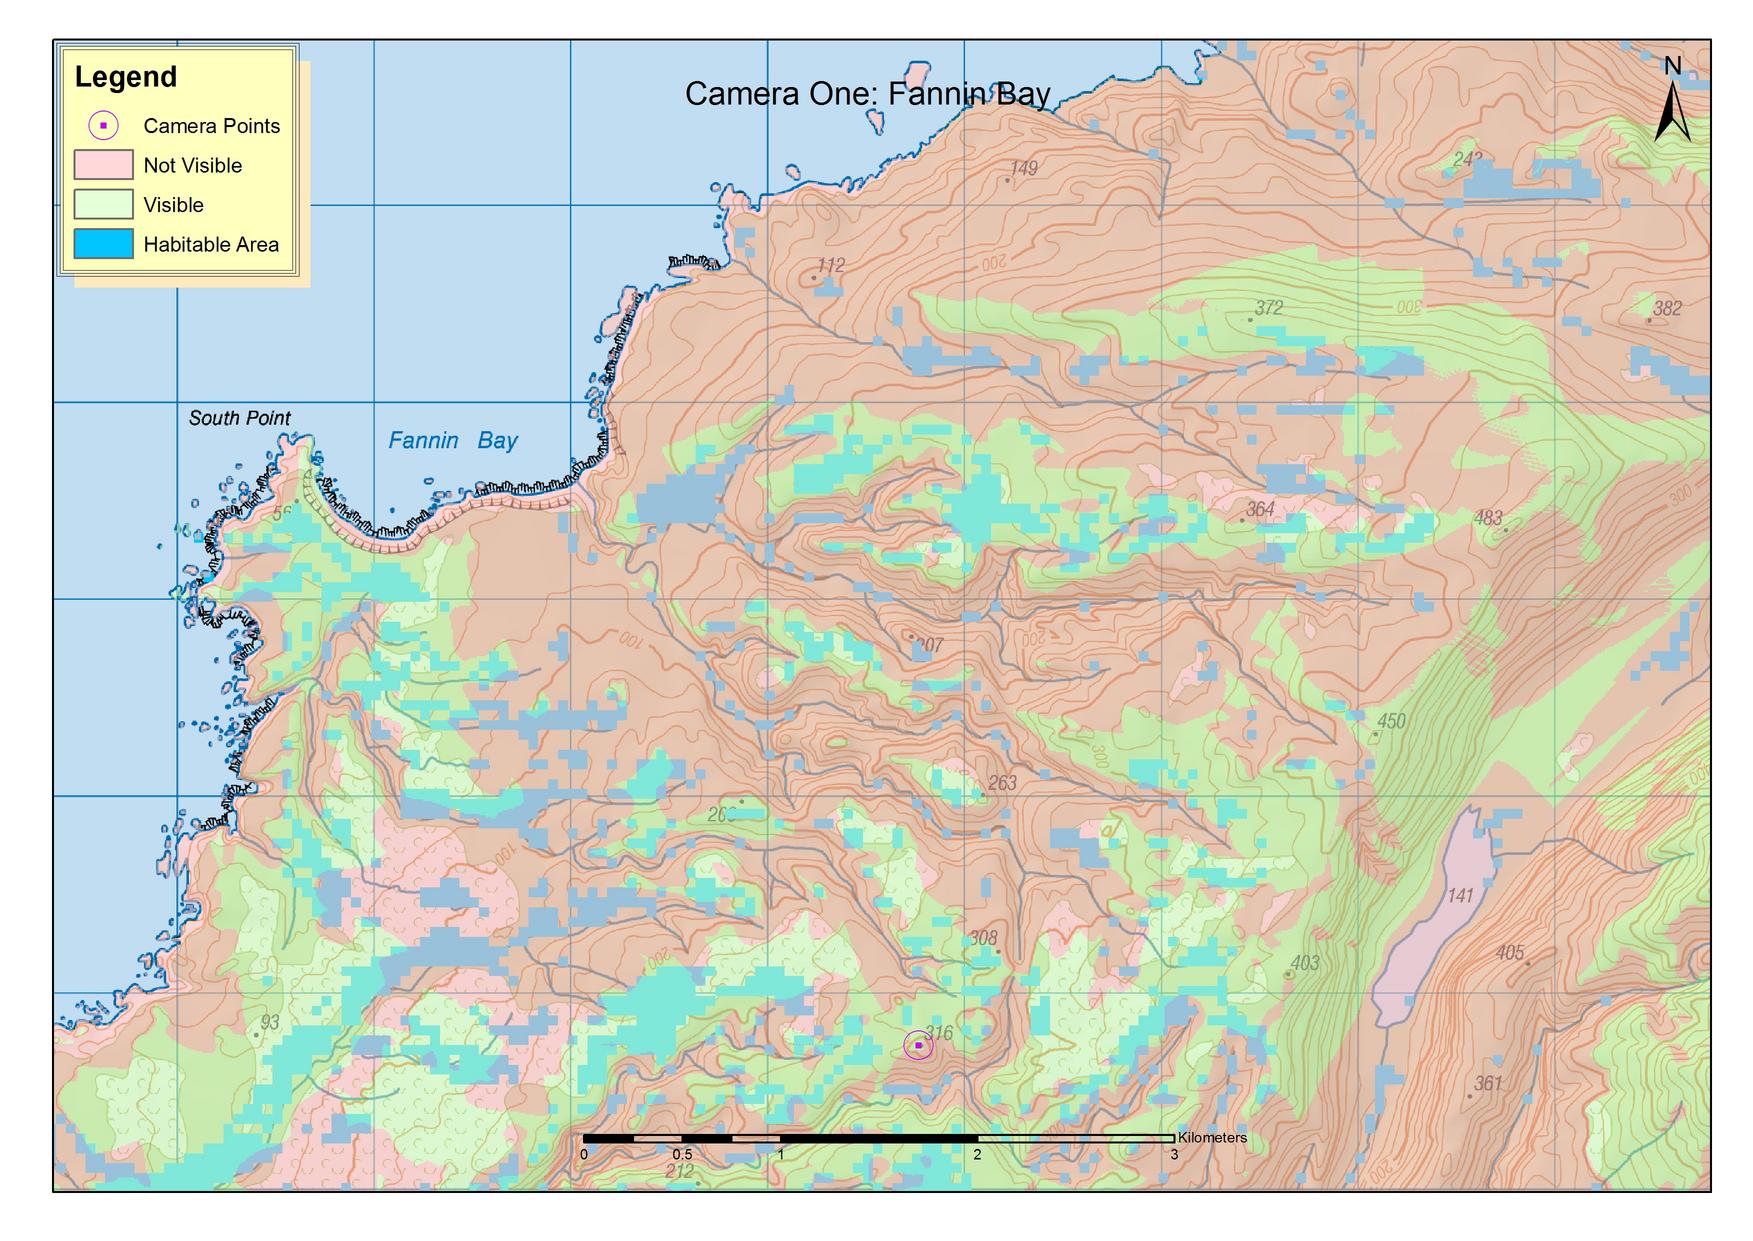 Legend
Camera Points
Not Visible
Visible
Habitable Area
Camera One: Fannin Bay
N
149
242
200
112
372
300
382
South Point
Fannin Bay
56
364
483
300
100
207
200
450
300
263
200
100
141
308
403
405
200
93
316
361
Kilometers
0 0.5 1 2 3
212
200